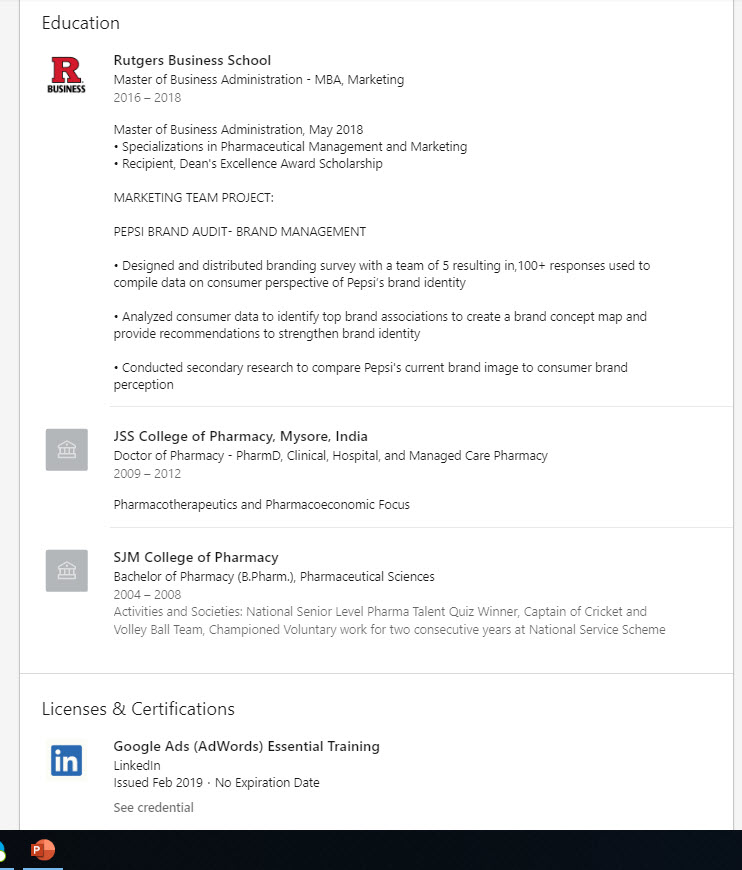 Education
R
BUSINESS
Rutgers Business School
Master of Business Administration - MBA, Marketing
2016 – 2018
Master of Business Administration, May 2018
• Specializations in Pharmaceutical Management and Marketing
• Recipient, Dean's Excellence Award Scholarship
MARKETING TEAM PROJECT:
PEPSI BRAND AUDIT- BRAND MANAGEMENT
• Designed and distributed branding survey with a team of 5 resulting in,100+ responses used to
compile data on consumer perspective of Pepsi's brand identity
• Analyzed consumer data to identify top brand associations to create a brand concept map and
provide recommendations to strengthen brand identity
• Conducted secondary research to compare Pepsi's current brand image to consumer brand
perception
JSS College of Pharmacy, Mysore, India
Doctor of Pharmacy - PharmD, Clinical, Hospital, and Managed Care Pharmacy
2009 – 2012
Pharmacotherapeutics and Pharmacoeconomic Focus
SJM College of Pharmacy
Bachelor of Pharmacy (B.Pharm.), Pharmaceutical Sciences
2004 – 2008
Activities and Societies: National Senior Level Pharma Talent Quiz Winner, Captain of Cricket and
Volley Ball Team, Championed Voluntary work for two consecutive years at National Service Scheme
Licenses & Certifications
in
Google Ads (AdWords) Essential Training
LinkedIn
Issued Feb 2019 · No Expiration Date
See credential
P